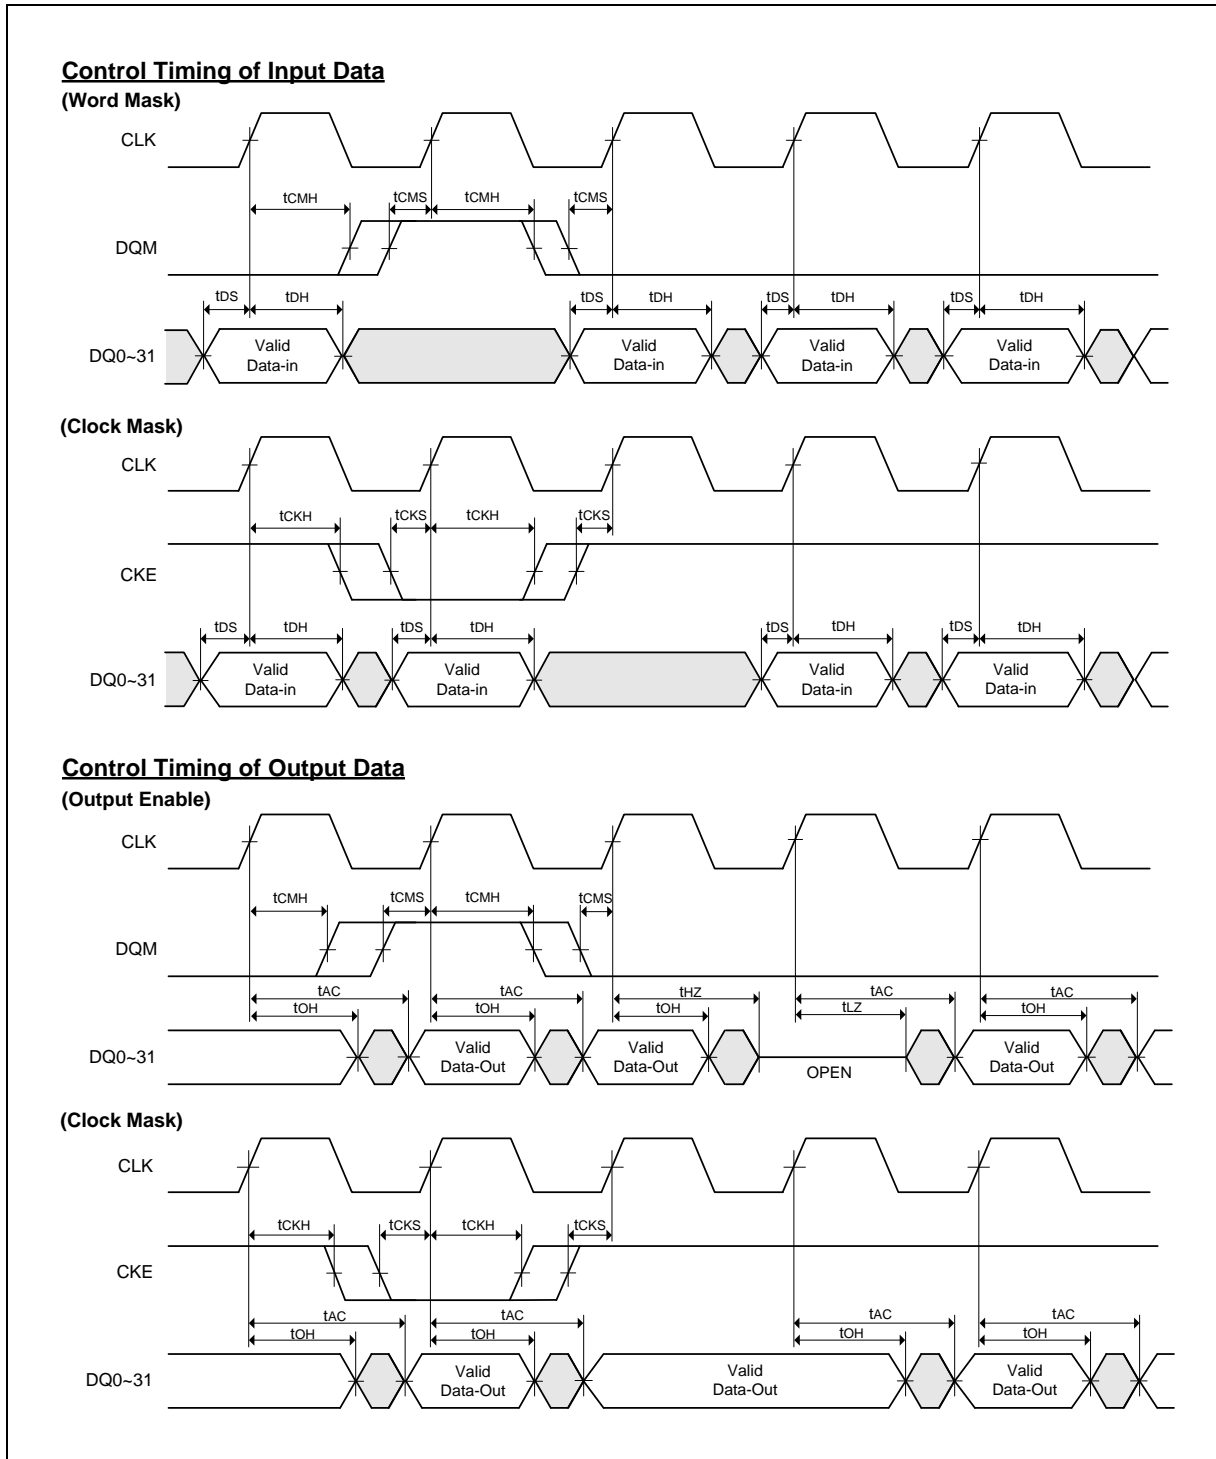 Control Timing of Input Data
(Word Mask)
CLK
tCMH tCMS tCMH tCMS
DQM
tDS tDH tDS tDH tDS tDH tDS tDH
DQ0~31
Valid Data-in
Valid Data-in
Valid Data-in
Valid Data-in
(Clock Mask)
CLK
tCKH tCKS tCKH tCKS
CKE
tDS tDH tDS tDH tDS tDH tDS tDH
DQ0~31
Valid Data-in
Valid Data-in
Valid Data-in
Valid Data-in
Control Timing of Output Data
(Output Enable)
CLK
tCMH tCMS tCMH tCMS
DQM
tAC tAC tHZ tAC tAC
tOH tOH tOH tLZ tOH
DQ0~31
Valid Data-Out
Valid Data-Out
OPEN
Valid Data-Out
(Clock Mask)
CLK
tCKH tCKS tCKH tCKS
CKE
tAC tAC tAC tAC
tOH tOH tOH tOH
DQ0~31
Valid Data-Out
Valid Data-Out
Valid Data-Out